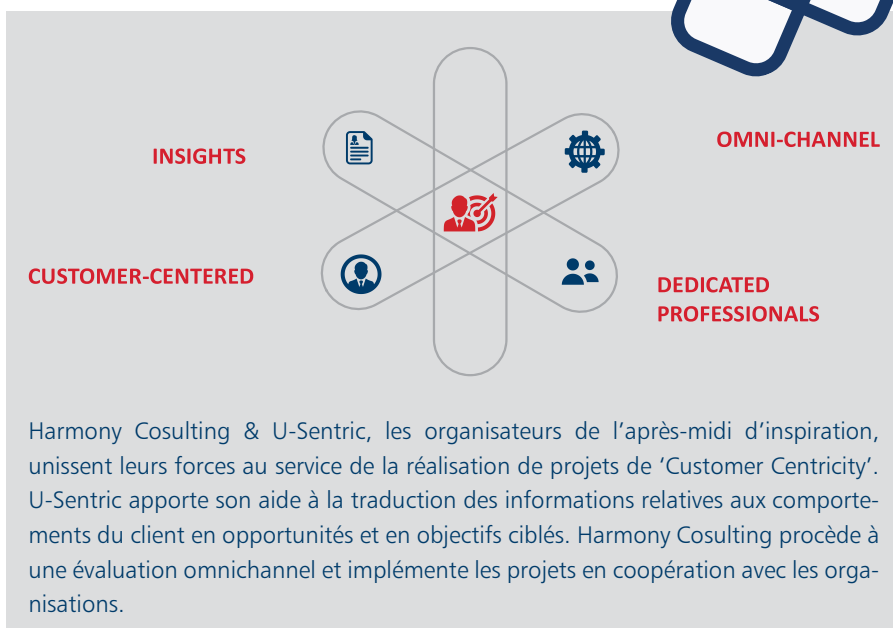 INSIGHTS
OMNI-CHANNEL
CUSTOMER-CENTERED
DEDICATED
PROFESSIONALS
Harmony Cosulting & U-Sentric, les organisateurs de l’après-midi d’inspiration,
unissent leurs forces au service de la réalisation de projets de ‘Customer Centricity’.
U-Sentric apporte son aide à la traduction des informations relatives aux comporte-
ments du client en opportunités et en objectifs ciblés. Harmony Cosulting procède à
une évaluation omnichannel et implémente les projets en coopération avec les orga-
nisations.